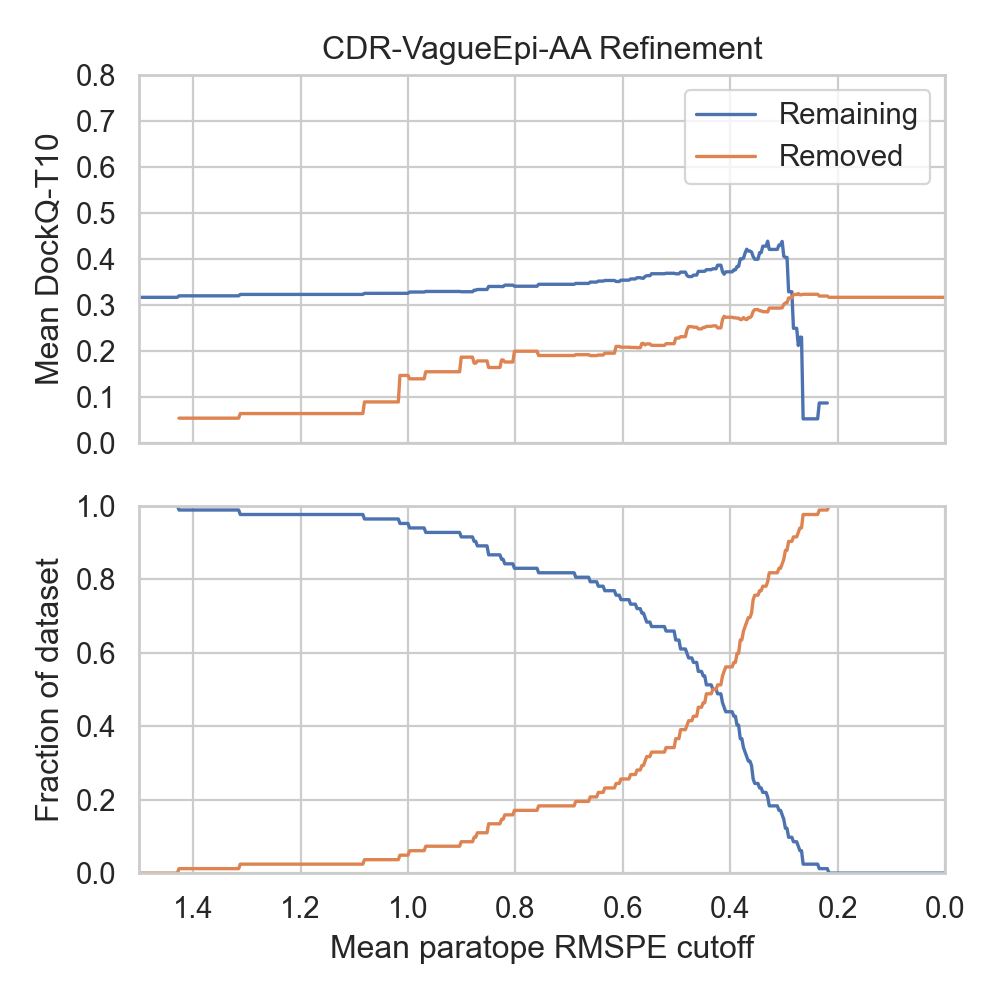 CDR-VagueEpi-AA Refinement
0.8
0.7
0.6
0.5
0.4
0.3
0.2
0.1
0.0
Mean DockQ-T10
Remaining
Removed
1.0
0.8
0.6
0.4
0.2
0.0
Fraction of dataset
1.4 1.2 1.0 0.8 0.6 0.4 0.2 0.0
Mean paratope RMSPE cutoff